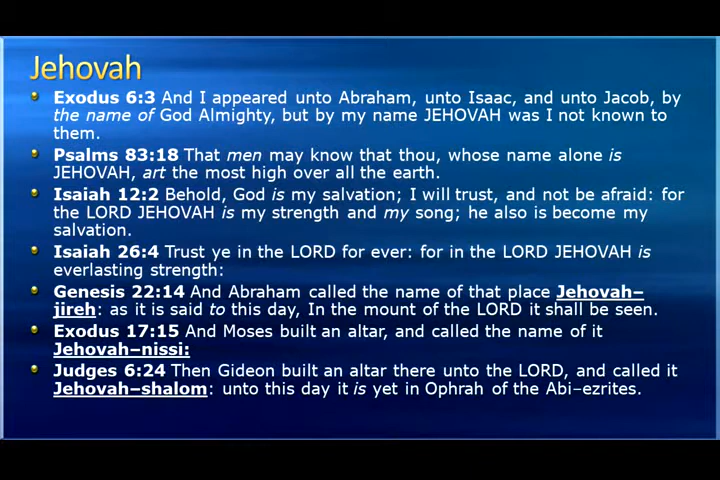 Jehovah
Exodus 6:3 And I appeared unto Abraham, unto Isaac, and unto Jacob, by
the name of God Almighty, but by my name JEHOVAH was I not known to
them.
Psalms 83:18 That men may know that thou, whose name alone is
JEHOVAH, art the most high over all the earth.
Isaiah 12:2 Behold, God is my salvation; I will trust, and not be afraid: for
the LORD JEHOVAH is my strength and my song; he also is become my
salvation.
Isaiah 26:4 Trust ye in the LORD for ever: for in the LORD JEHOVAH is
everlasting strength:
Genesis 22:14 And Abraham called the name of that place Jehovah–
jireh: as it is said to this day, In the mount of the LORD it shall be seen.
Exodus 17:15 And Moses built an altar, and called the name of it
Jehovah–nissi:
Judges 6:24 Then Gideon built an altar there unto the LORD, and called it
Jehovah–shalom: unto this day it is yet in Ophrah of the Abi–ezrites.